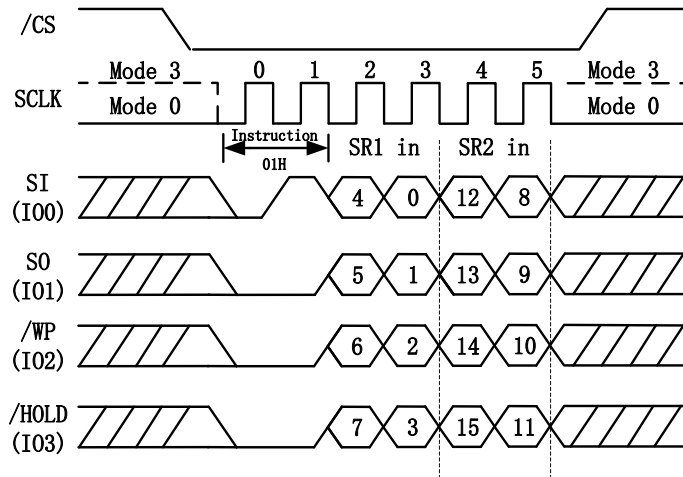 /CS
Mode 3 0 1 2 3 4 5 Mode 3
SCLK
Mode 0 Mode 0
Instruction SR1 in SR2 in
01H
SI
(IO0) 4 0 12 8
SO
(IO1) 5 1 13 9
/WP
(IO2) 6 2 14 10
/HOLD
(IO3) 7 3 15 11